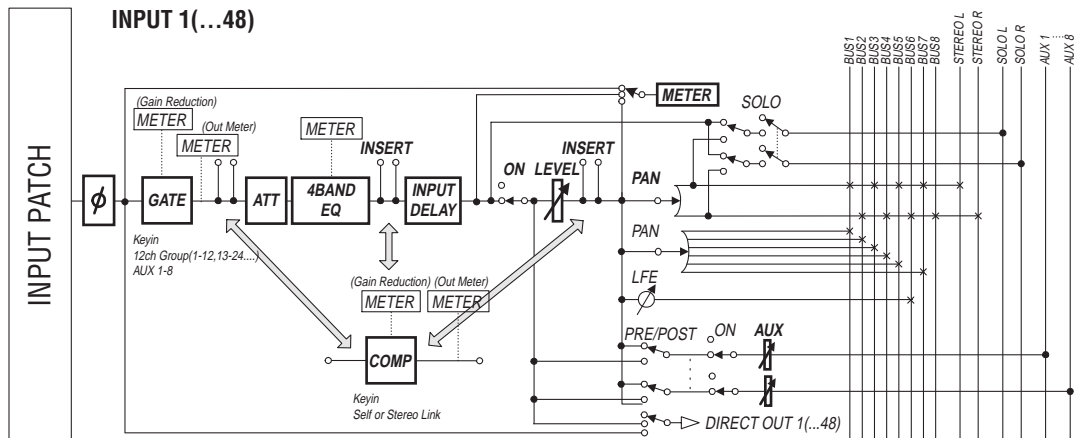 INPUT 1(...48)
INPUT PATCH
BUS1
BUS2
BUS3
BUS4
BUS5
BUS6
BUS7
BUS8
STEREO L
STEREO R
SOLO L
SOLO R
AUX 1
AUX 8
(Gain Reduction)
METER
(Out Meter)
METER
METER
INSERT
ON
LEVEL
INSERT
METER
SOLO
ϕ
GATE
ATT
4BAND
EQ
INPUT
DELAY
PAN
Keyin
12ch Group(1-12,13-24....)
AUX 1-8
PAN
LFE
(Gain Reduction)
(Out Meter)
METER
METER
COMP
Keyin
Self or Stereo Link
PRE/POST
ON
AUX
DIRECT OUT 1(...48)